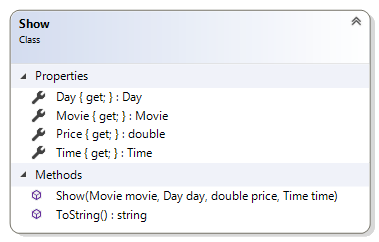 Show
Class
Properties
Day { get; } : Day
Movie { get; } : Movie
Price { get; } : double
Time { get; } : Time
Methods
Show(Movie movie, Day day, double price, Time time)
ToString() : string